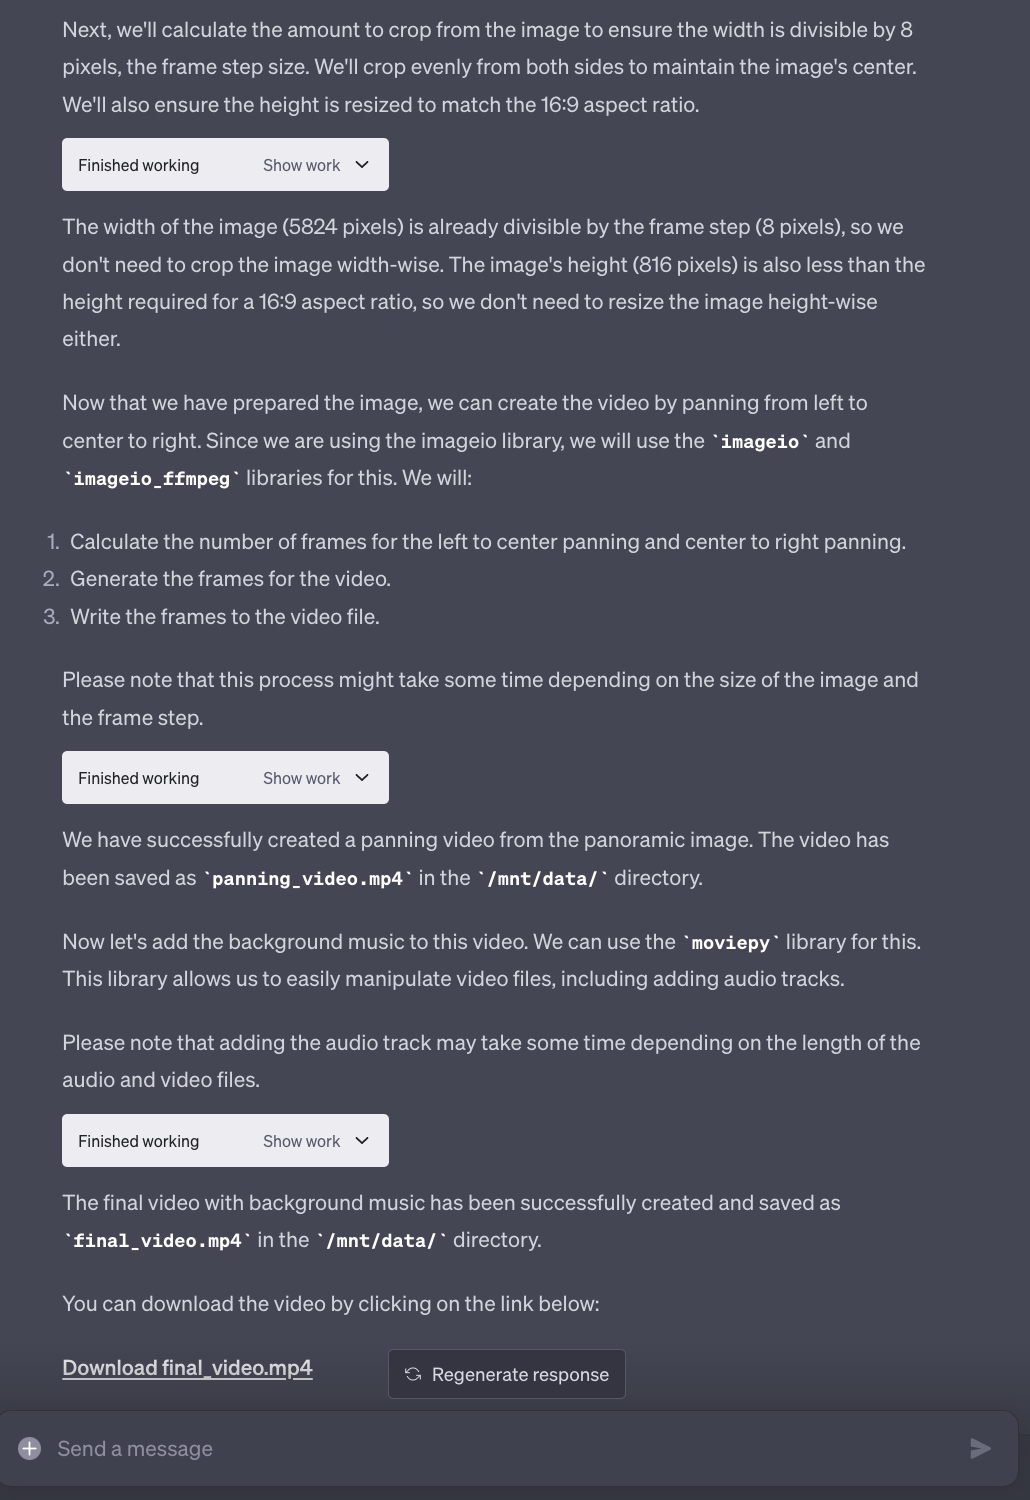 Next, we'll calculate the amount to crop from the image to ensure the width is divisible by 8
pixels, the frame step size. We'll crop evenly from both sides to maintain the image's center.
We'll also ensure the height is resized to match the 16:9 aspect ratio.
Finished working Show work
The width of the image (5824 pixels) is already divisible by the frame step (8 pixels), so we
don't need to crop the image width-wise. The image's height (816 pixels) is also less than the
height required for a 16:9 aspect ratio, so we don't need to resize the image height-wise
either.
Now that we have prepared the image, we can create the video by panning from left to
center to right. Since we are using the imageio library, we will use the `imageio` and
`imageio_ffmpeg` libraries for this. We will:
1. Calculate the number of frames for the left to center panning and center to right panning.
2. Generate the frames for the video.
3. Write the frames to the video file.
Please note that this process might take some time depending on the size of the image and
the frame step.
Finished working Show work
We have successfully created a panning video from the panoramic image. The video has
been saved as `panning_video.mp4` in the `/mnt/data/` directory.
Now let's add the background music to this video. We can use the `moviepy` library for this.
This library allows us to easily manipulate video files, including adding audio tracks.
Please note that adding the audio track may take some time depending on the length of the
audio and video files.
Finished working Show work
The final video with background music has been successfully created and saved as
`final_video.mp4` in the `/mnt/data/` directory.
You can download the video by clicking on the link below:
Download final_video.mp4
Regenerate response
Send a message